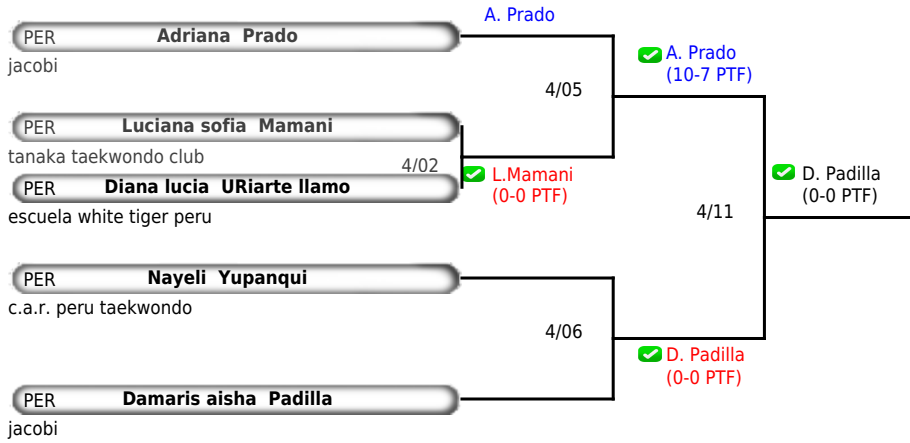 A. Prado
PER Adriana Prado
jacobi
A. Prado
(10-7 PTF)
4/05
PER Luciana sofia Mamani
tanaka taekwondo club
4/02
L.Mamani
(0-0 PTF)
PER Diana lucia URiarte llamo
escuela white tiger peru
D. Padilla
(0-0 PTF)
4/11
PER Nayeli Yupanqui
c.a.r. peru taekwondo
4/06
D. Padilla
(0-0 PTF)
PER Damaris aisha Padilla
jacobi